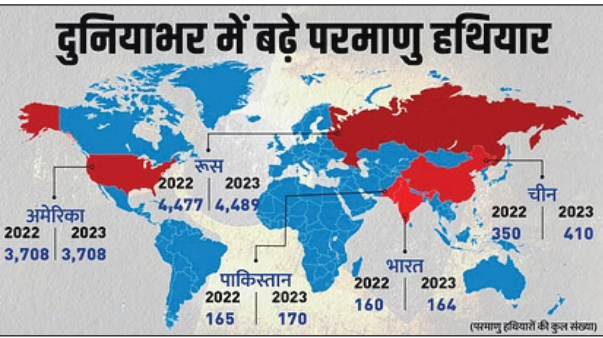 दुनियाभर में बढ़े परमाणु हथियार
रूस
2022 2023
4,477 4,489
अमेरिका
2022 2023
3,708 3,708
चीन
2022 2023
350 410
पाकिस्तान
2022 2023
165 170
भारत
2022 2023
160 164
(परमाणु हथियारों की कुल संख्या)